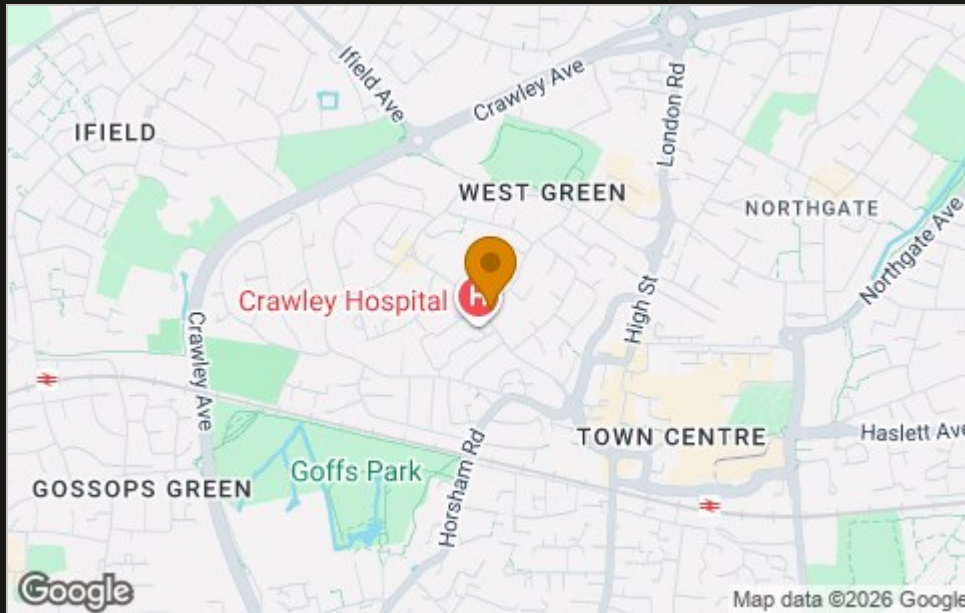 Ifield Ave
Crawley Ave
London Rd
IFIELD
WEST GREEN
NORTHGATE
Northgate Ave
Crawley Hospital
H
High St
Crawley Ave
TOWN CENTRE
Haslett Ave
Goffs Park
Horsham Rd
GOSSOPS GREEN
Google
Map data ©2026 Google